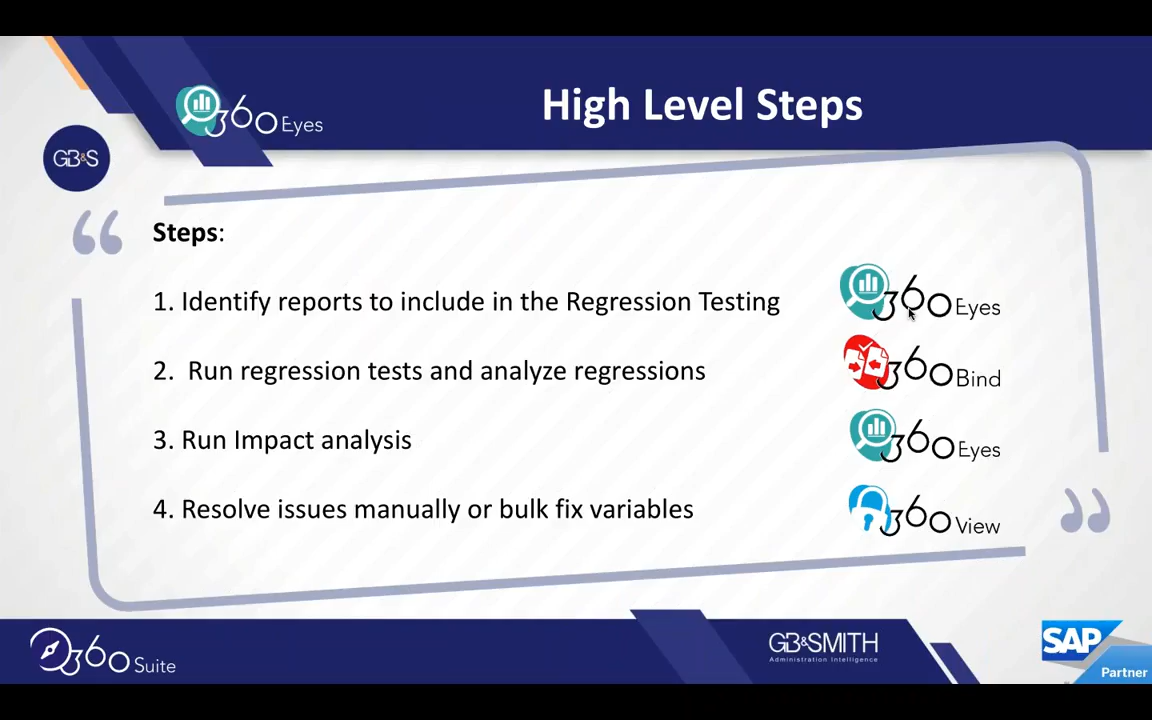 360 Eyes
High Level Steps
GB&S
Steps:
1. Identify reports to include in the Regression Testing
360 Eyes
2. Run regression tests and analyze regressions
360 Bind
3. Run Impact analysis
360 Eyes
4. Resolve issues manually or bulk fix variables
360 View
360 Suite
GB&SMITH
Administration Intelligence
SAP
Partner